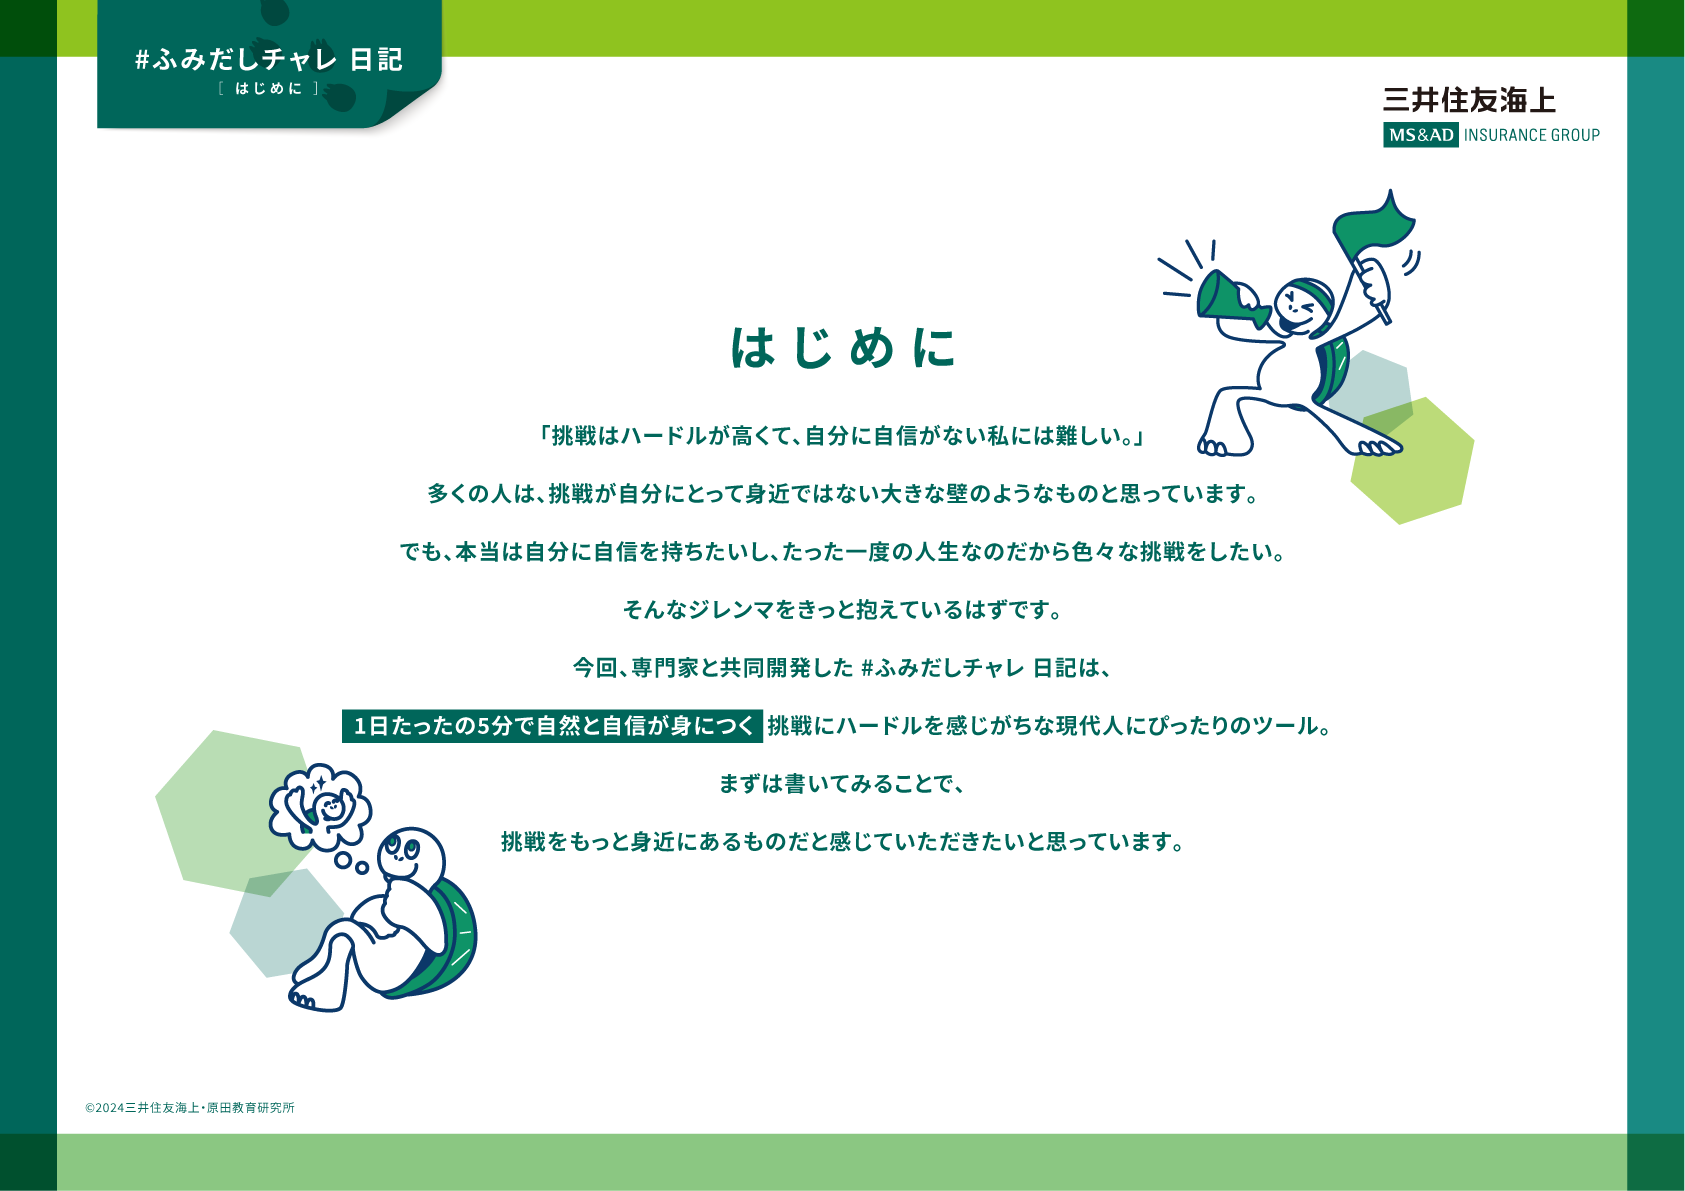 #ふみだしチャレ 日記
［ はじめに ］
三井住友海上
MS&AD INSURANCE GROUP
はじめに
「挑戦はハードルが高くて、自分に自信がない私には難しい。」
多くの人は、挑戦が自分にとって身近ではない大きな壁のようなものと思っています。
でも、本当は自分に自信を持ちたいし、たった一度の人生なのだから色々な挑戦をしたい。
そんなジレンマをきっと抱えているはずです。
今回、専門家と共同開発した #ふみだしチャレ 日記は、
1日たったの5分で自然と自信が身につく 挑戦にハードルを感じがちな現代人にぴったりのツール。
まずは書いてみることで、
挑戦をもっと身近にあるものだと感じていただきたいと思っています。
©2024三井住友海上・原田教育研究所